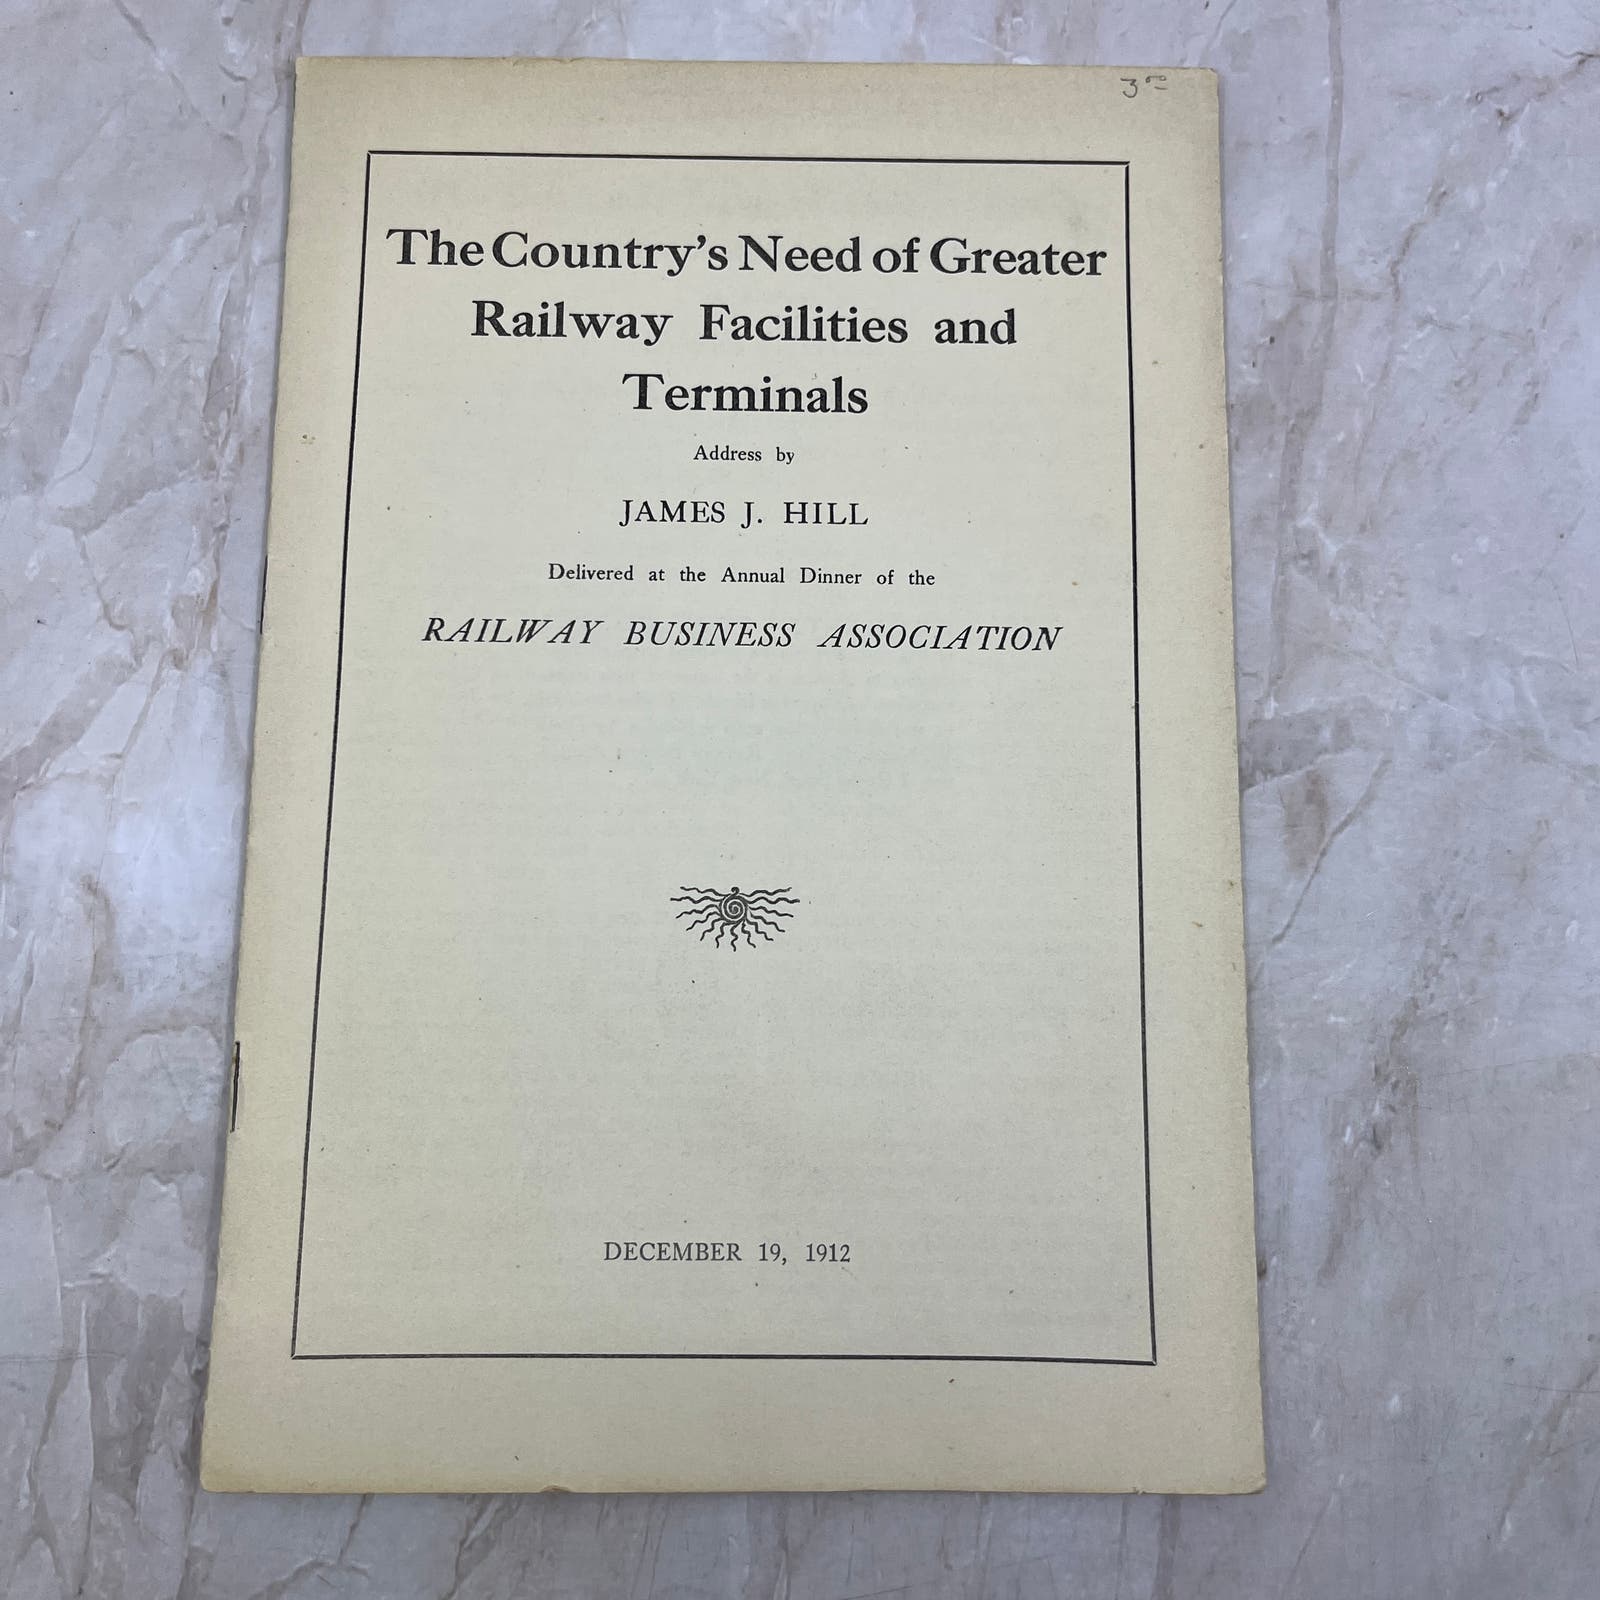 3⁰⁰
The Country's Need of Greater
Railway Facilities and
Terminals
Address by
JAMES J. HILL
Delivered at the Annual Dinner of the
RAILWAY BUSINESS ASSOCIATION
DECEMBER 19, 1912